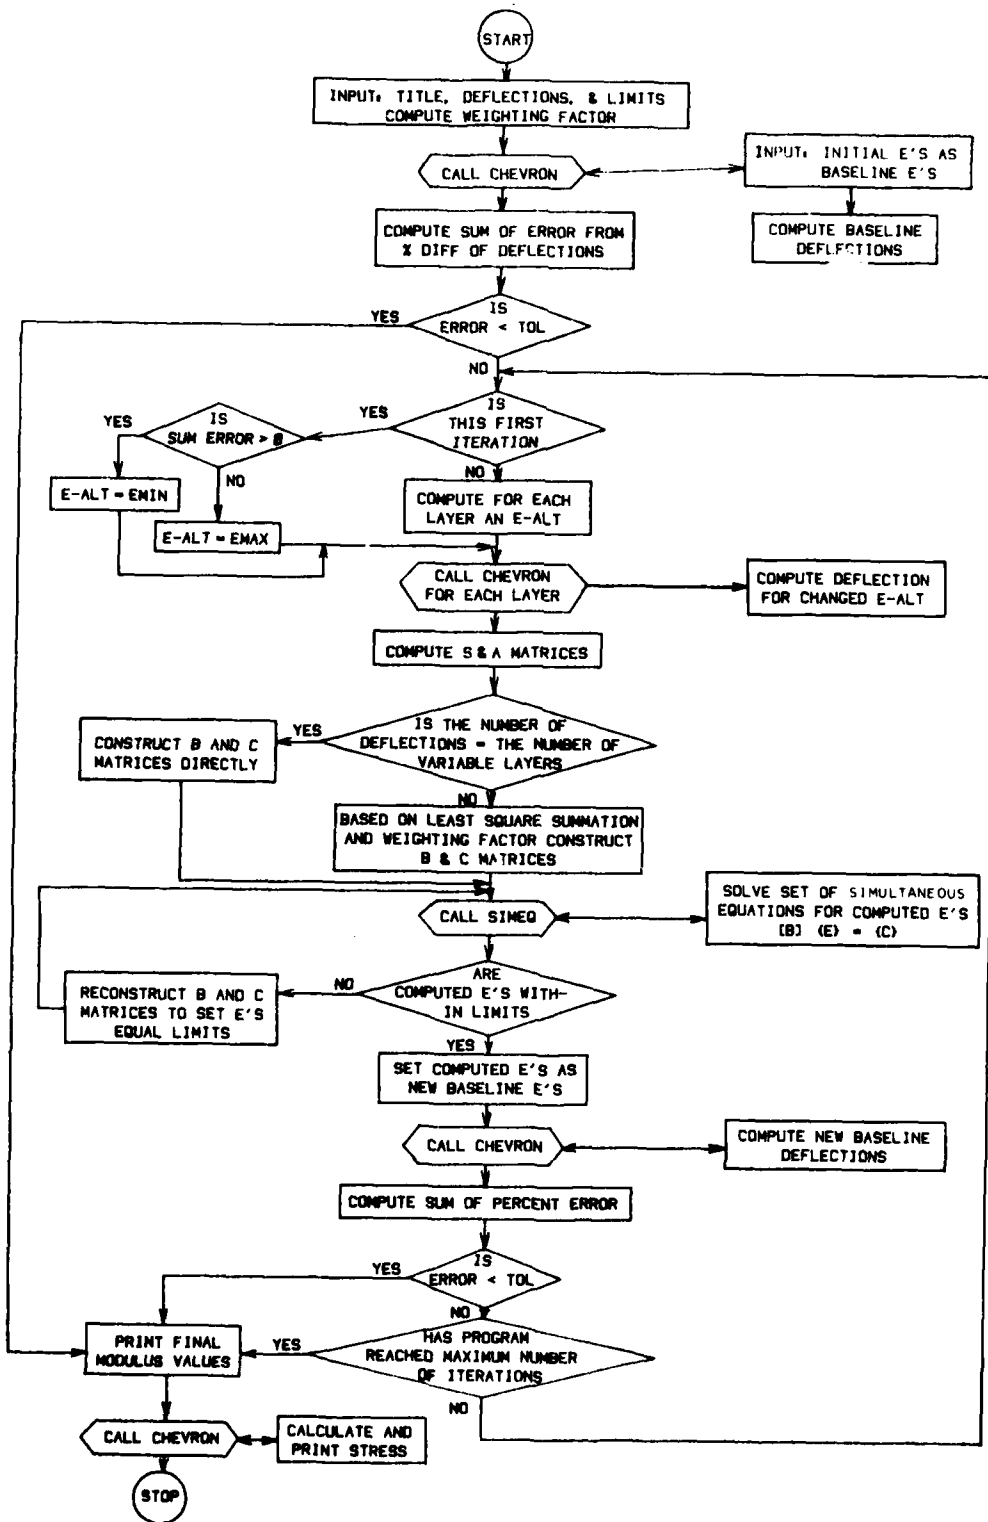 START
INPUT: TITLE, DEFLECTIONS, & LIMITS
COMPUTE WEIGHTING FACTOR
CALL CHEVRON
INPUT: INITIAL E'S AS
BASELINE E'S
COMPUTE BASELINE
DEFLECTIONS
COMPUTE SUM OF ERROR FROM
% DIFF OF DEFLECTIONS
IS
ERROR < TOL
YES
NO
IS
THIS FIRST
ITERATION
YES
NO
IS
SUM ERROR > 0
YES
NO
E-ALT = EMIN
E-ALT = EMAX
COMPUTE FOR EACH
LAYER AN E-ALT
CALL CHEVRON
FOR EACH LAYER
COMPUTE DEFLECTION
FOR CHANGED E-ALT
COMPUTE S & A MATRICES
IS THE NUMBER OF
DEFLECTIONS = THE NUMBER OF
VARIABLE LAYERS
YES
NO
CONSTRUCT B AND C
MATRICES DIRECTLY
BASED ON LEAST SQUARE SUMMATION
AND WEIGHTING FACTOR CONSTRUCT
B & C MATRICES
CALL SIMEQ
SOLVE SET OF SIMULTANEOUS
EQUATIONS FOR COMPUTED E'S
[B] {E} = {C}
ARE
COMPUTED E'S WITH-
IN LIMITS
NO
YES
RECONSTRUCT B AND C
MATRICES TO SET E'S
EQUAL LIMITS
SET COMPUTED E'S AS
NEW BASELINE E'S
CALL CHEVRON
COMPUTE NEW BASELINE
DEFLECTIONS
COMPUTE SUM OF PERCENT ERROR
IS
ERROR < TOL
YES
NO
HAS PROGRAM
REACHED MAXIMUM NUMBER
OF ITERATIONS
YES
NO
PRINT FINAL
MODULUS VALUES
CALL CHEVRON
CALCULATE AND
PRINT STRESS
STOP